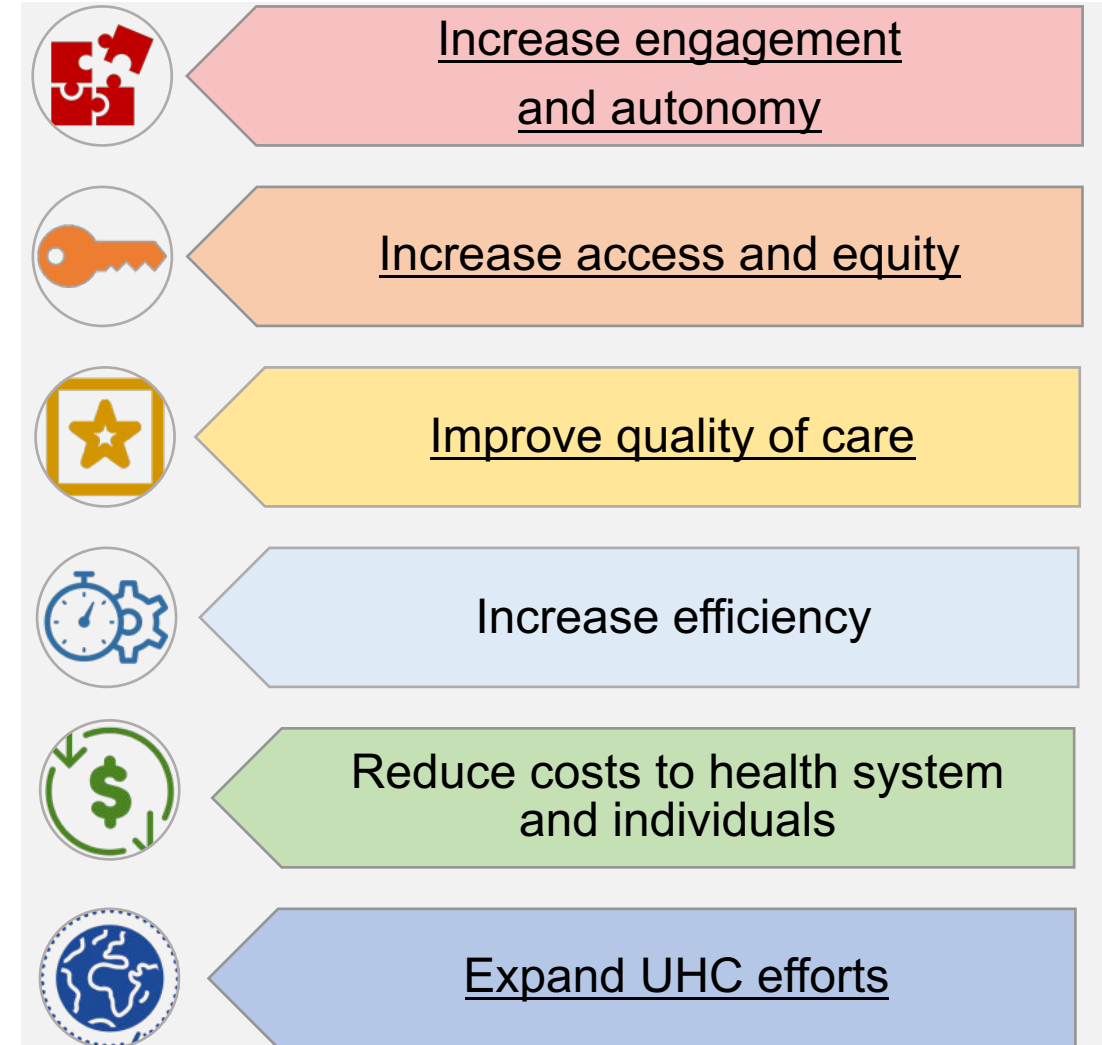 Increase engagement
and autonomy
Increase access and equity
Improve quality of care
Increase efficiency
Reduce costs to health system
and individuals
Expand UHC efforts